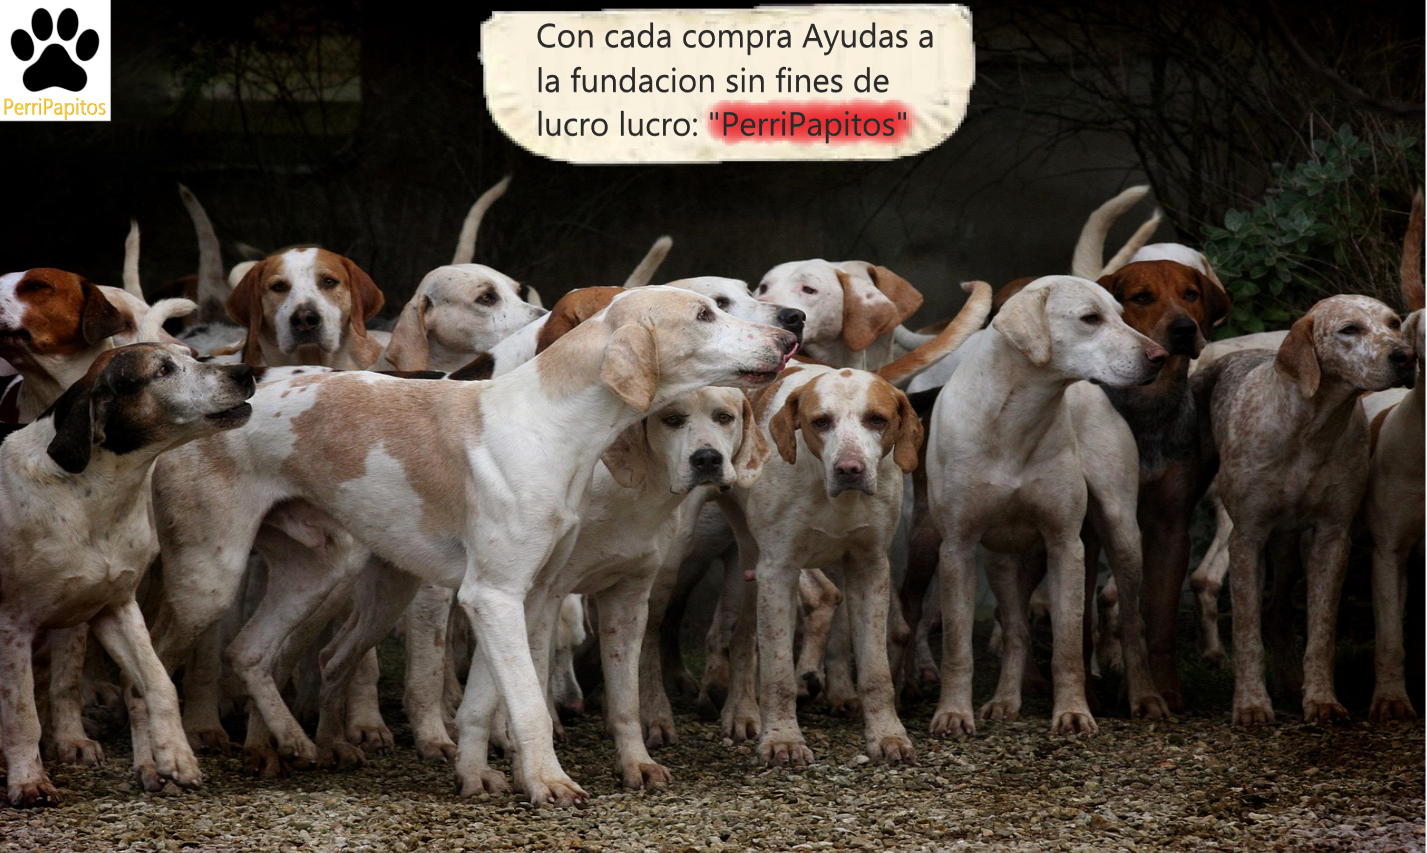 PerriPapitos
Con cada compra Ayudas a
la fundacion sin fines de
lucro lucro: "PerriPapitos"